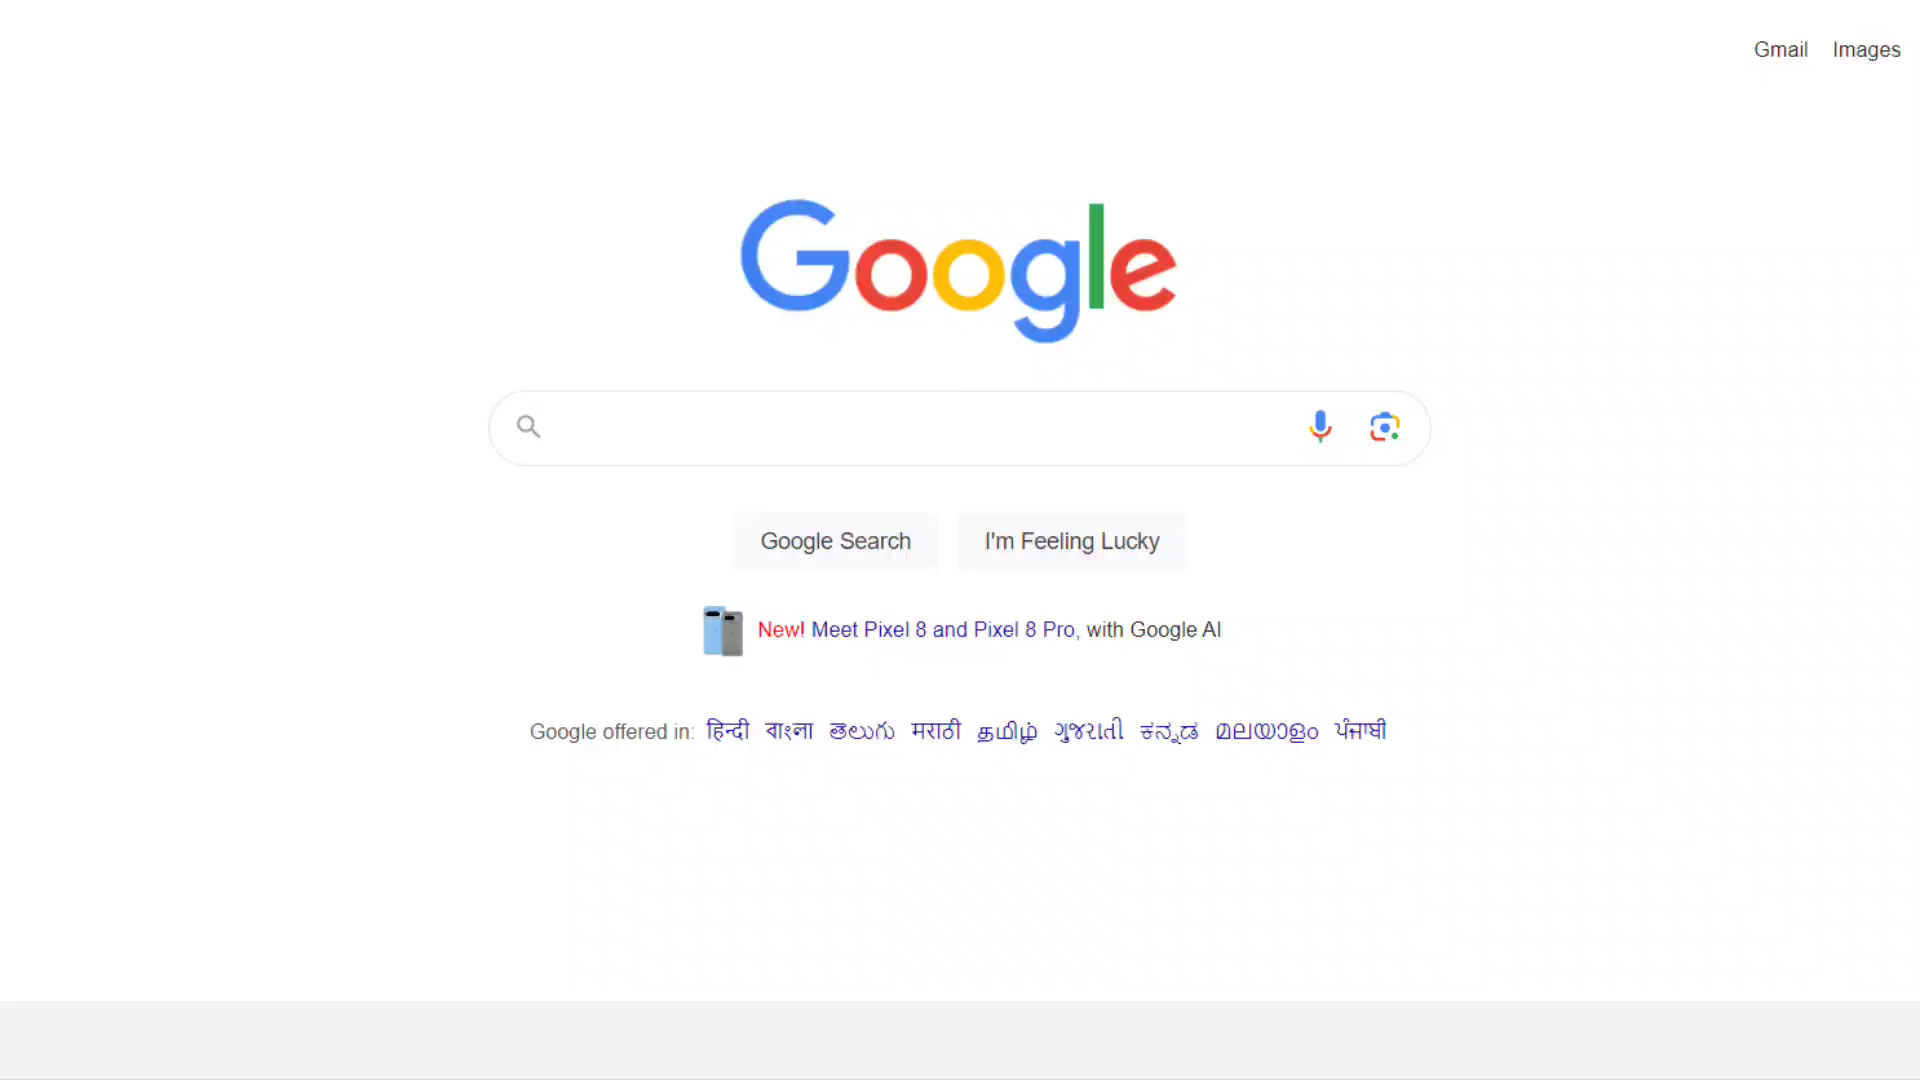 Gmail Images
Google
Google Search I'm Feeling Lucky
New! Meet Pixel 8 and Pixel 8 Pro, with Google AI
Google offered in: हिन्दी বাংলা తెలుగు मराठी தமிழ் ગુજરાતી ಕನ್ನಡ മലയാളം ਪੰਜਾਬੀ